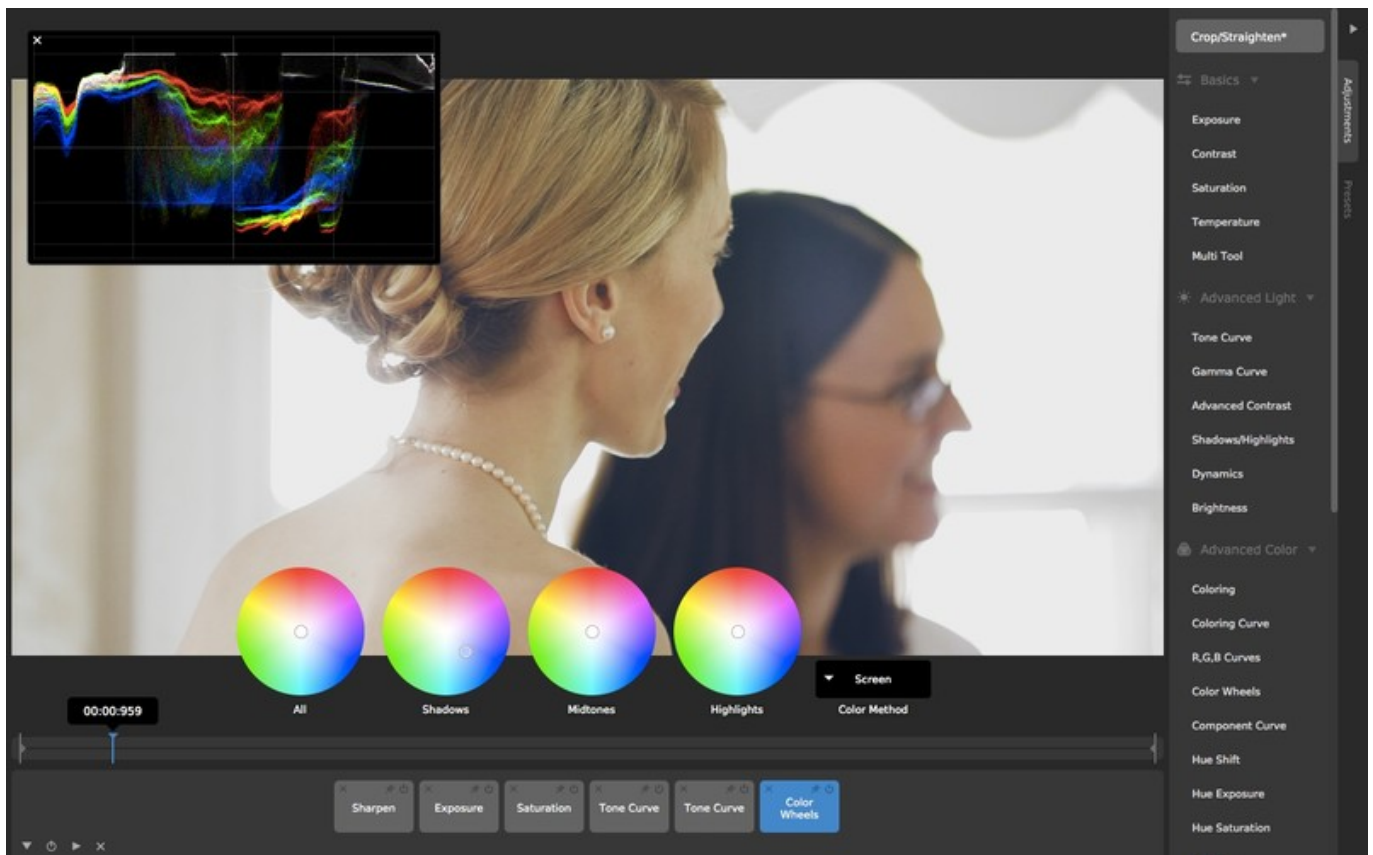 Crop/Straighten*
Basics
Exposure
Contrast
Saturation
Temperature
Multi Tool
Advanced Light
Tone Curve
Gamma Curve
Advanced Contrast
Shadows/Highlights
Dynamics
Brightness
Advanced Color
Coloring
Coloring Curve
R,G,B Curves
Color Wheels
Component Curve
Hue Shift
Hue Exposure
Hue Saturation
Adjustments
Presets
All
Shadows
Midtones
Highlights
Screen
Color Method
00:00:959
Sharpen
Exposure
Saturation
Tone Curve
Tone Curve
Color
Wheels